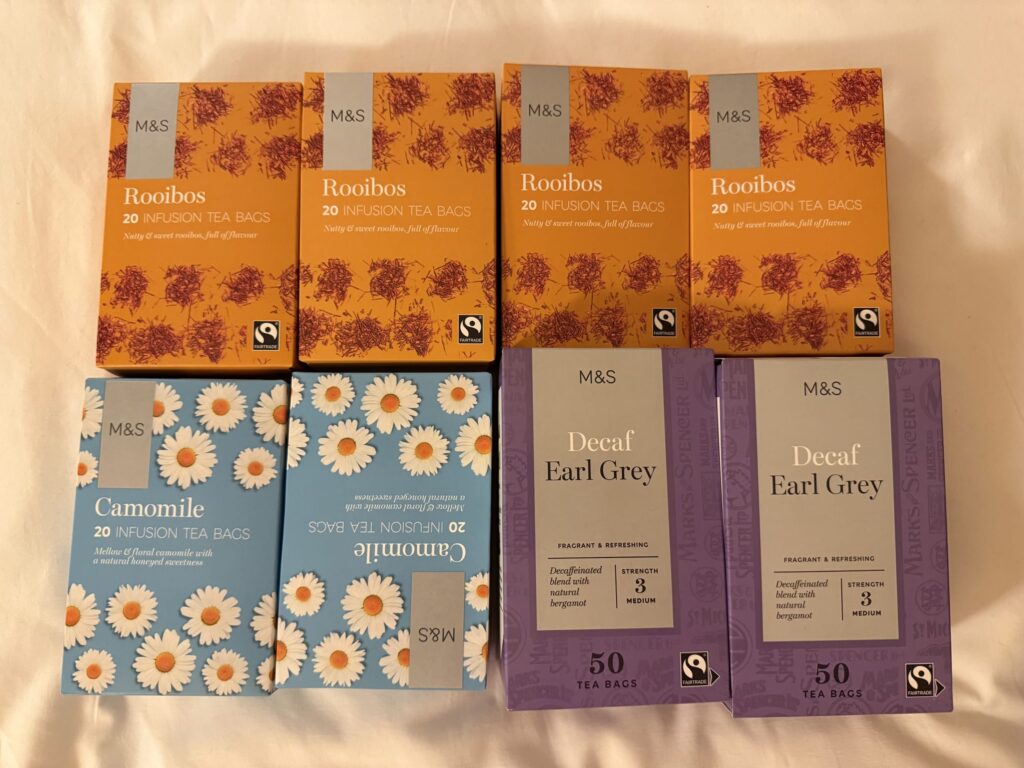 M&S
Rooibos
20 INFUSION TEA BAGS
Nutty & sweet rooibos, full of flavour
FAIRTRADE
M&S
Rooibos
20 INFUSION TEA BAGS
Nutty & sweet rooibos, full of flavour
FAIRTRADE
M&S
Rooibos
20 INFUSION TEA BAGS
Nutty & sweet rooibos, full of flavour
FAIRTRADE
M&S
Rooibos
20 INFUSION TEA BAGS
Nutty & sweet rooibos, full of flavour
FAIRTRADE
M&S
Camomile
20 INFUSION TEA BAGS
Mellow & floral camomile with
a natural honeyed sweetness
M&S
Camomile
20 INFUSION TEA BAGS
Mellow & floral camomile with
a natural honeyed sweetness
M&S
Decaf
Earl Grey
FRAGRANT & REFRESHING
Decaffeinated
blend with
natural
bergamot
STRENGTH
3
MEDIUM
50
TEA BAGS
FAIRTRADE
MARKS & SPENCER Ltd
M&S
Decaf
Earl Grey
FRAGRANT & REFRESHING
Decaffeinated
blend with
natural
bergamot
STRENGTH
3
MEDIUM
50
TEA BAGS
FAIRTRADE
MARKS & SPENCER Ltd